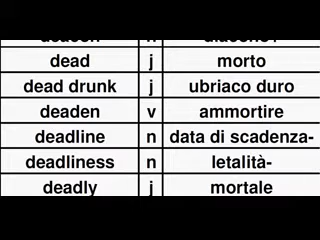 dead j morto
dead drunk j ubriaco duro
deaden v ammortire
deadline n data di scadenza-
deadliness n letalità-
deadly j mortale